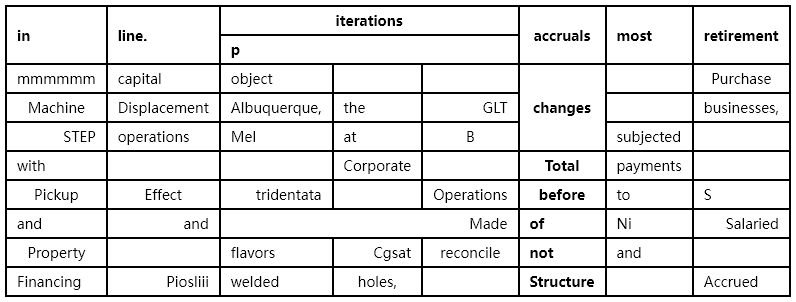 in line. iterations accruals most retirement
p
mmmmmm capital object Purchase
Machine Displacement Albuquerque, the GLT changes businesses,
STEP operations Mel at B subjected
with Corporate Total payments
Pickup Effect tridentata Operations before to S
and and Made of Ni Salaried
Property flavors Cgsat reconcile not and
Financing Piosliii welded holes, Structure Accrued